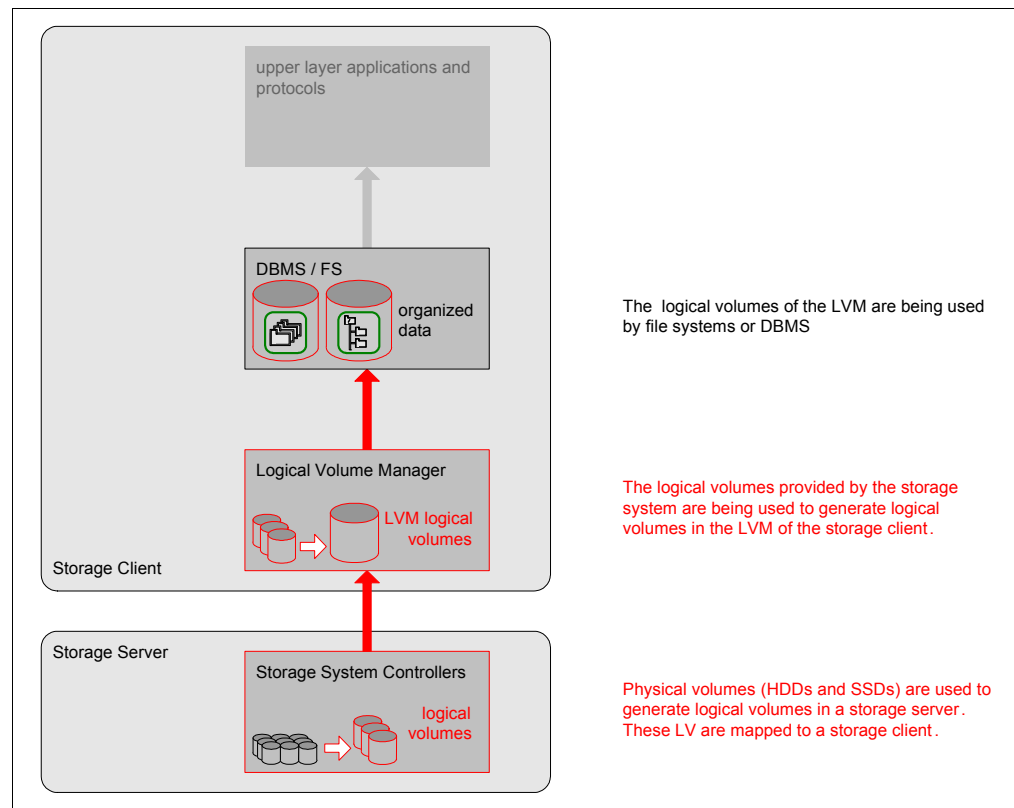 upper layer applications and
protocols
DBMS / FS
organized
data
The logical volumes of the LVM are being used
by file systems or DBMS
Logical Volume Manager
LVM logical
volumes
The logical volumes provided by the storage
system are being used to generate logical
volumes in the LVM of the storage client.
Storage Client
Storage Server
Storage System Controllers
logical
volumes
Physical volumes (HDDs and SSDs) are used to
generate logical volumes in a storage server.
These LV are mapped to a storage client.